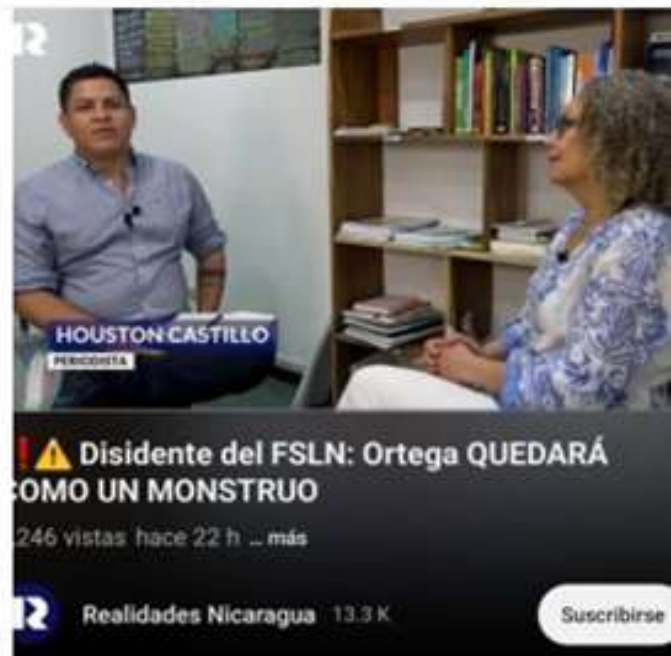 HOUSTON CASTILLO
PERIODISTA
Disidente del FSLN: Ortega QUEDARÁ
COMO UN MONSTRUO
246 vistas hace 22 h ... más
Realidades Nicaragua 13.3 K
Suscribirse